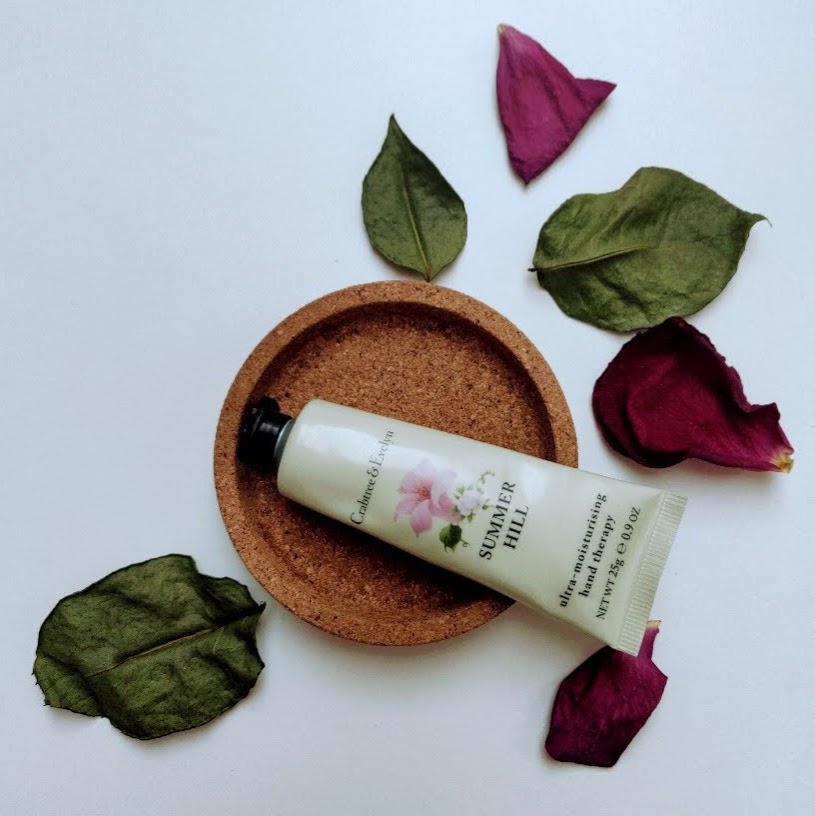 Crabtree & Evelyn
SUMMER
HILL
ultra-moisturising
hand therapy
NET WT 25g ℮ 0.9 OZ